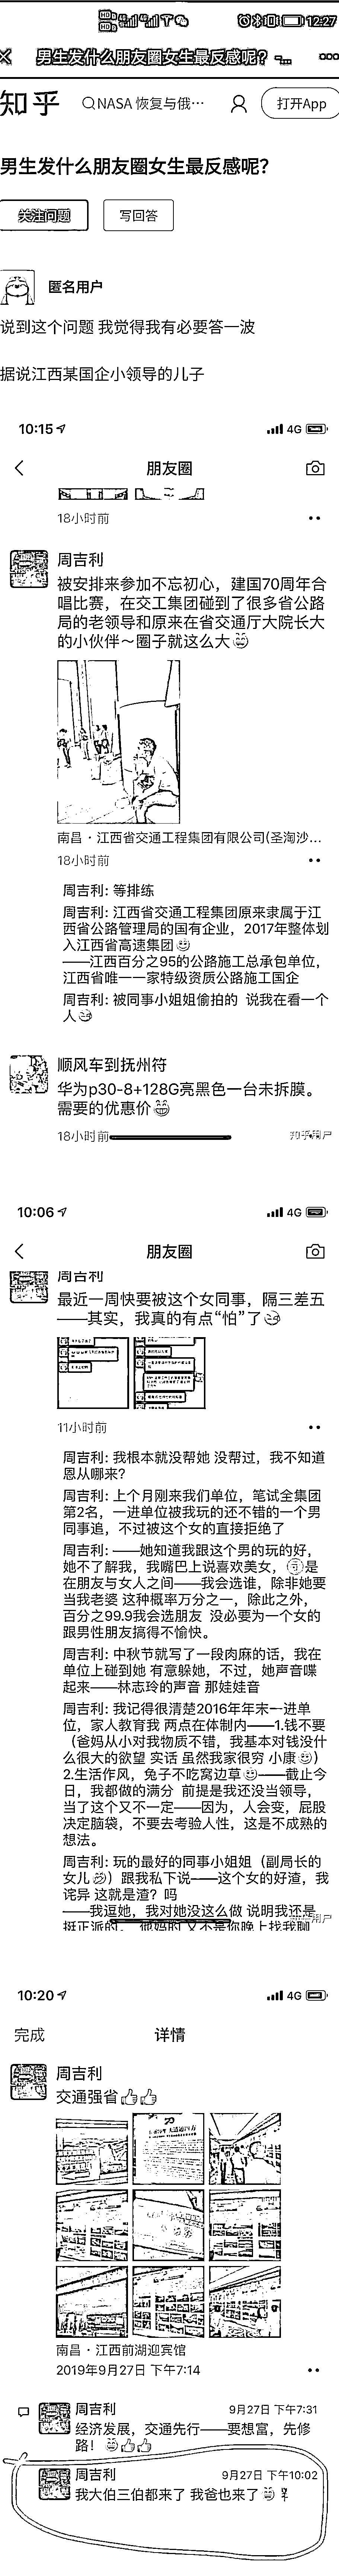 12:27
男生发什么朋友圈女生最反感呢?
知乎
NASA 恢复与俄…
打开App
男生发什么朋友圈女生最反感呢?
关注问题
写回答
匿名用户
说到这个问题 我觉得我有必要答一波
据说江西某国企小领导的儿子
10:15
4G
朋友圈
18小时前
周吉利
被安排来参加不忘初心，建国70周年合
唱比赛，在交工集团碰到了很多省公路
局的老领导和原来在省交通厅大院长大
的小伙伴～圈子就这么大
南昌·江西省交通工程集团有限公司(圣淘沙...
18小时前
周吉利: 等排练
周吉利: 江西省交通工程集团原来隶属于江
西省公路管理局的国有企业，2017年整体划
入江西省高速集团
——江西百分之95的公路施工总承包单位，
江西省唯一一家特级资质公路施工国企
周吉利: 被同事小姐姐偷拍的 说我在看一个
人
顺风车到抚州符
华为p30-8+128G亮黑色一台未拆膜。
需要的优惠价
18小时前
知乎用户
10:06
4G
朋友圈
周吉利
最近一周快要被这个女同事，隔三差五
——其实，我真的有点“怕”了
11小时前
周吉利: 我根本就没帮她 没帮过，我不知道
恩从哪来?
周吉利: 上个月刚来我们单位，笔试全集团
第2名，一进单位被我玩的还不错的一个男
同事追，不过被这个女的直接拒绝了
周吉利: ——她知道我跟这个男的玩的好，
她不了解我，我嘴巴上说喜欢美女，可是
在朋友与女人之间——我会选谁，除非她要
当我老婆 这种概率万分之一，除此之外，
百分之99.9我会选朋友 没必要为一个女的
跟男性朋友搞得不愉快。
周吉利: 中秋节就写了一段肉麻的话，我在
单位上碰到她 有意躲她，不过，她声音喋
起来——林志玲的声音 那娃娃音
周吉利: 我记得很清楚2016年年末一进单
位，家人教育我 两点在体制内——1.钱不要
（爸妈从小对我物质不错，我基本对钱没什
么很大的欲望 实话 虽然我家很穷 小康）
2.生活作风，兔子不吃窝边草——截止今
日，我都做的满分 前提是我还没当领导，
当了这个又不一定——因为，人会变，屁股
决定脑袋，不要去考验人性，这是不成熟的
想法。
周吉利: 玩的最好的同事小姐姐（副局长的
女儿）跟我私下说——这个女的好渣，我
诧异 这就是渣？吗
——我逗她，我对她没这么做 说明我还是
挺正派的， 他妈的 又不是你晚上找我聊
10:20
4G
完成
详情
周吉利
交通强省
南昌·江西前湖迎宾馆
2019年9月27日 下午7:14
周吉利
9月27日 下午7:31
经济发展，交通先行——要想富，先修
路！
周吉利
9月27日 下午10:02
我大伯三伯都来了 我爸也来了